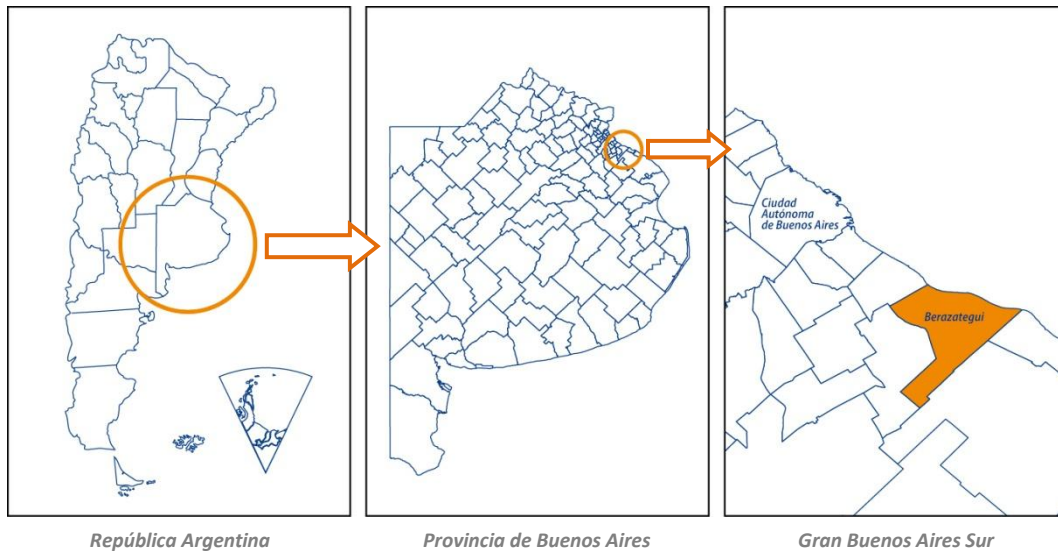 Ciudad
Autónoma
de Buenos Aires
Berazategui
República Argentina
Provincia de Buenos Aires
Gran Buenos Aires Sur